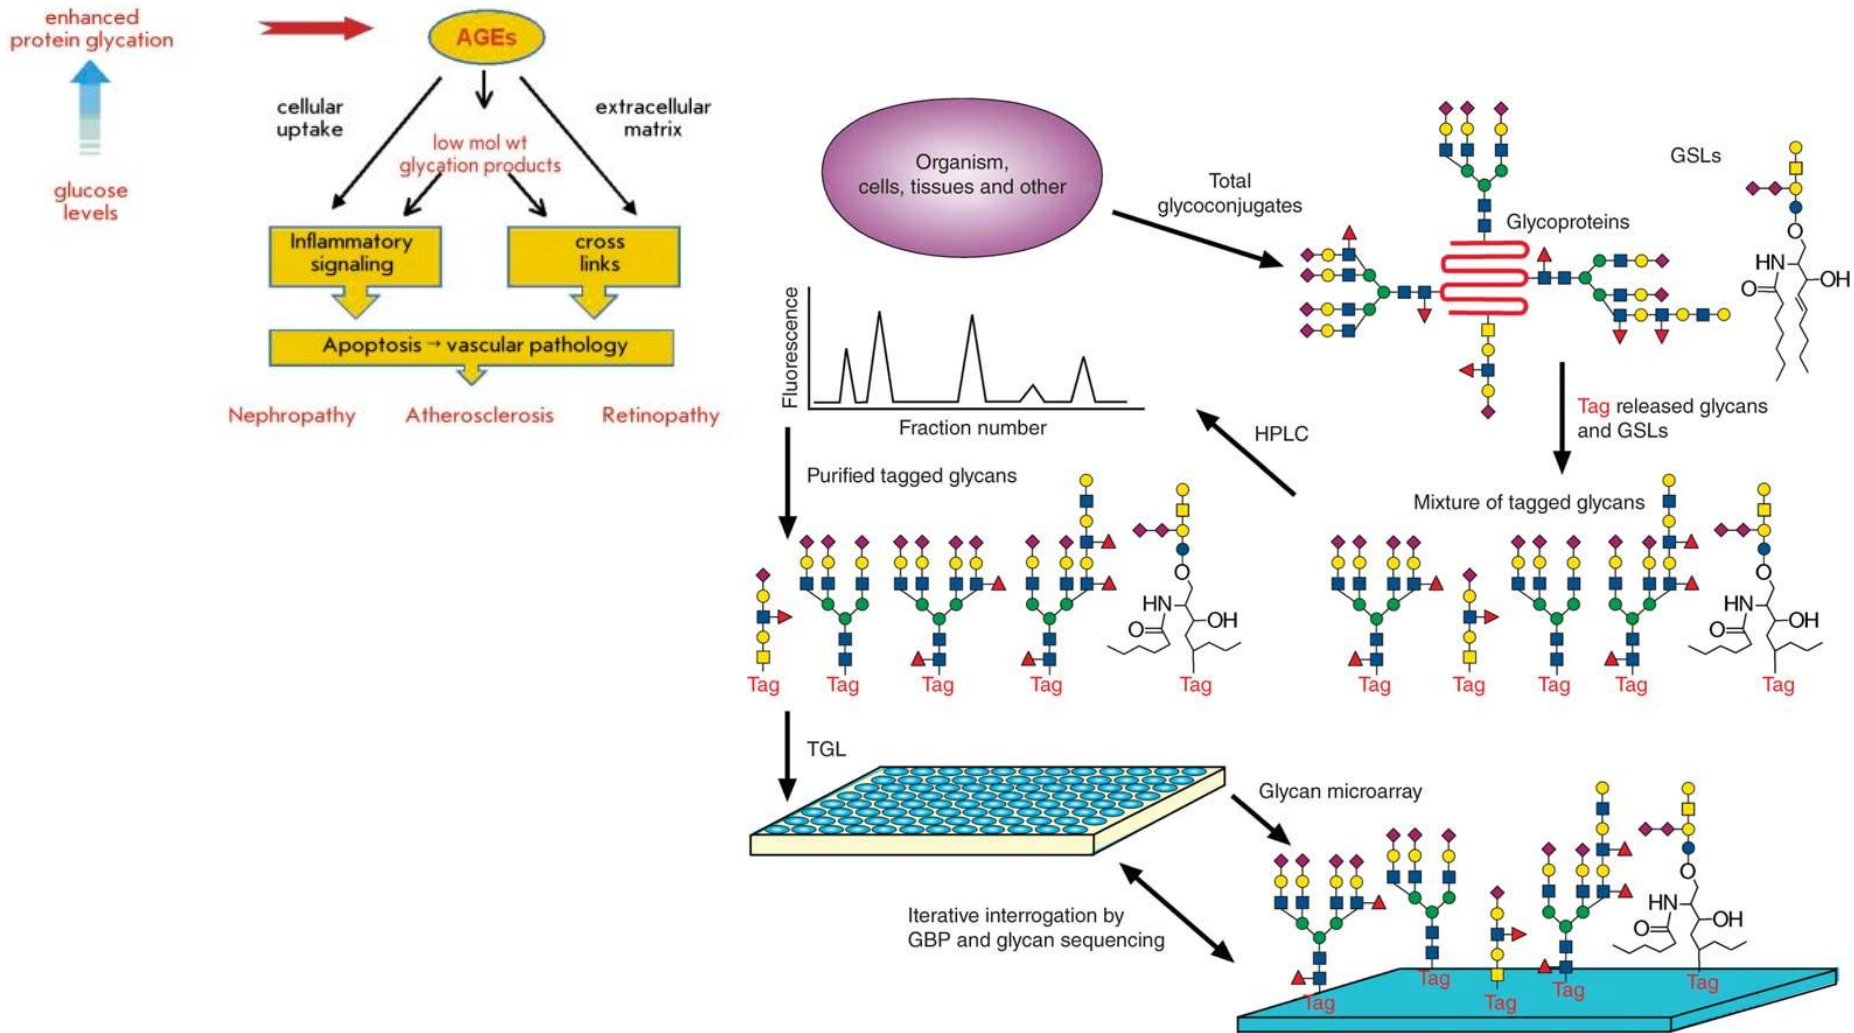 enhanced
protein glycation
glucose
levels
AGEs
cellular
uptake
extracellular
matrix
low mol wt
glycation products
Inflammatory
signaling
cross
links
Apoptosis → vascular pathology
Nephropathy
Atherosclerosis
Retinopathy
Organism,
cells, tissues and other
Total
glycoconjugates
GSLs
Glycoproteins
O
HN
OH
O
Tag released glycans
and GSLs
Mixture of tagged glycans
O
HN
OH
O
Tag
Tag
Tag
Tag
Tag
HPLC
Fluorescence
Fraction number
Purified tagged glycans
O
HN
OH
O
Tag
Tag
Tag
Tag
Tag
TGL
Glycan microarray
Iterative interrogation by
GBP and glycan sequencing
O
HN
OH
O
Tag
Tag
Tag
Tag
Tag